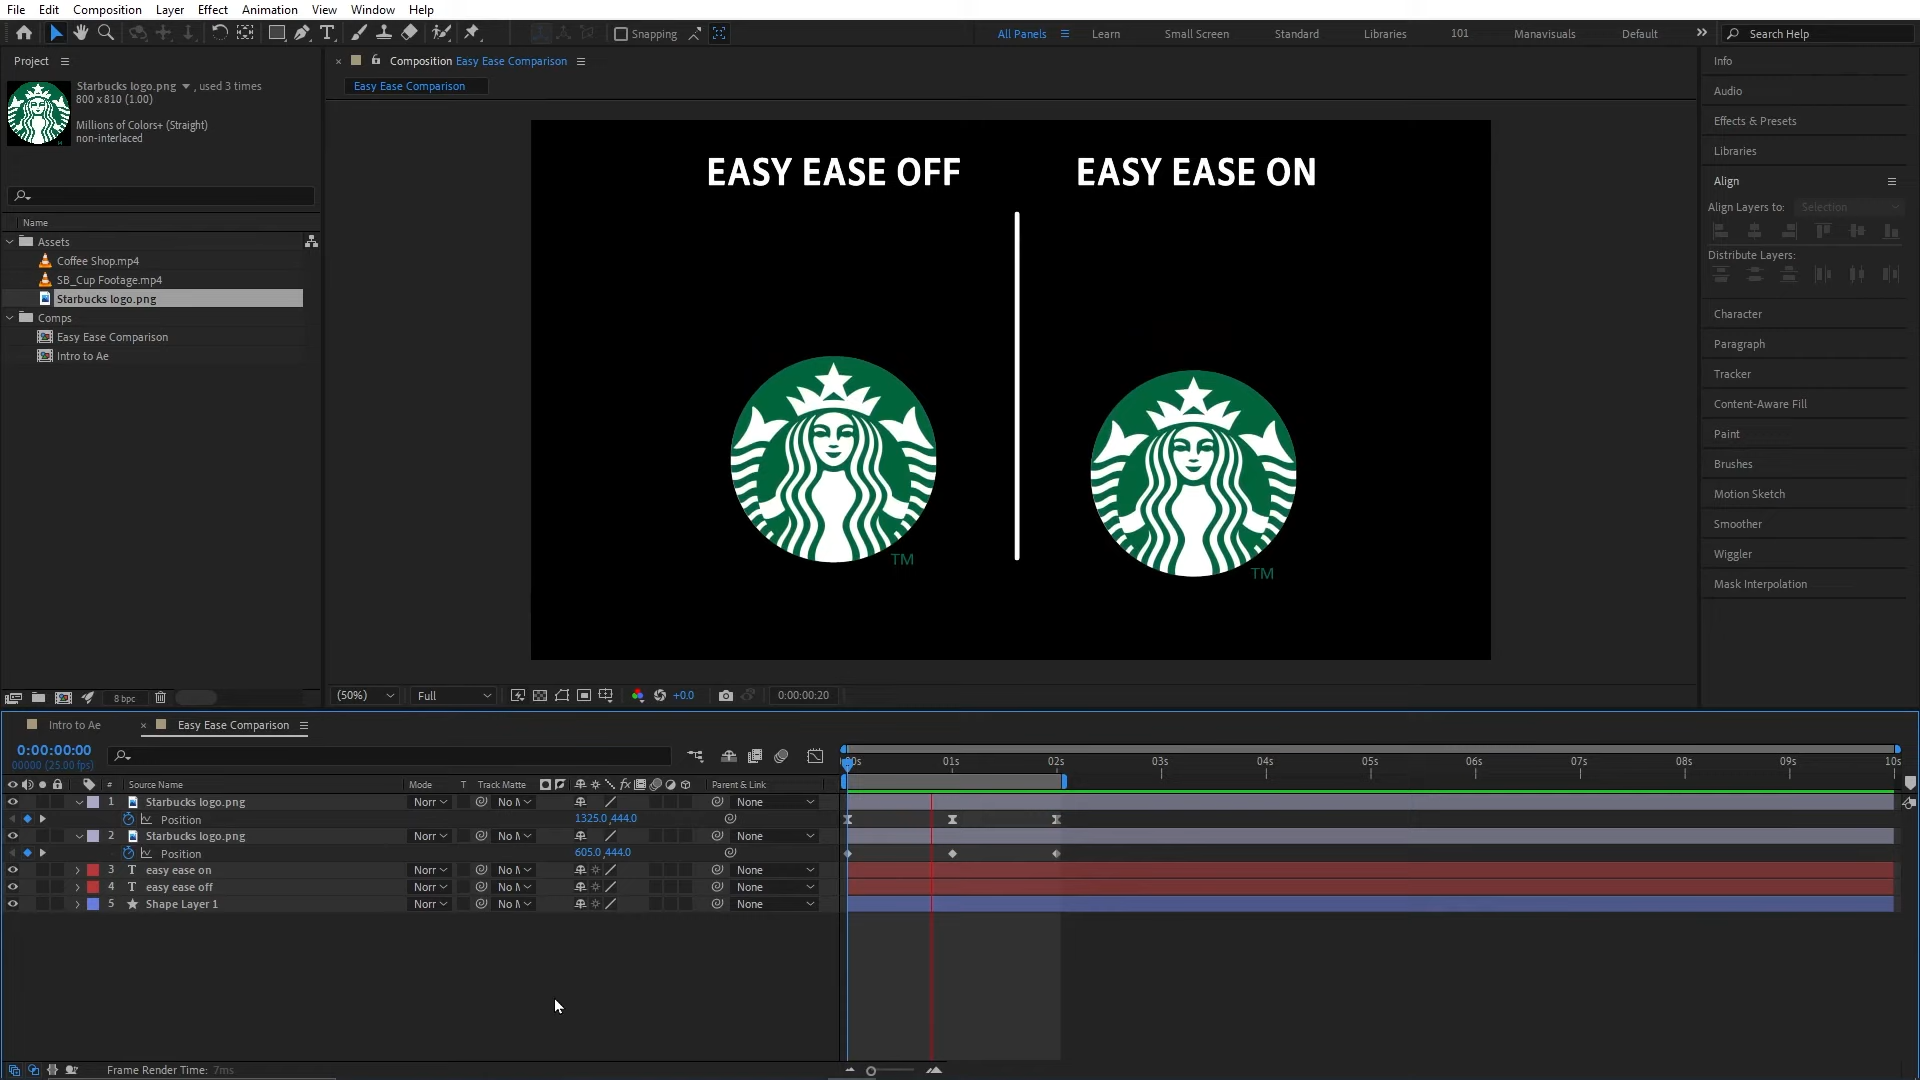 File Edit Composition Layer Effect Animation View Window Help
Snapping All Panels Learn Small Screen Standard Libraries 101 Manavisuals Default Search Help
Project
Composition Easy Ease Comparison
Easy Ease Comparison
Starbucks logo.png , used 3 times
800 x 810 (1.00)
Millions of Colors+ (Straight)
non-interlaced
Name
Assets
Coffee Shop.mp4
SB_Cup Footage.mp4
Starbucks logo.png
Comps
Easy Ease Comparison
Intro to Ae
8 bpc
EASY EASE OFF
EASY EASE ON
TM
TM
(50%) Full +0.0 0:00:00:20
Info
Audio
Effects & Presets
Libraries
Align
Align Layers to: Selection
Distribute Layers:
Character
Paragraph
Tracker
Content-Aware Fill
Paint
Brushes
Motion Sketch
Smoother
Wiggler
Mask Interpolation
Intro to Ae Easy Ease Comparison
0:00:00:00
00000 (25.00 fps)
# Source Name Mode T Track Matte fx Parent & Link
00s 01s 02s 03s 04s 05s 06s 07s 08s 09s 10s
1 Starbucks logo.png Norr No None
Position 1325.0,444.0
2 Starbucks logo.png Norr No None
Position 605.0,444.0
3 T easy ease on Norr No None
4 T easy ease off Norr No None
5 Shape Layer 1 Norr No None
Frame Render Time: 7ms